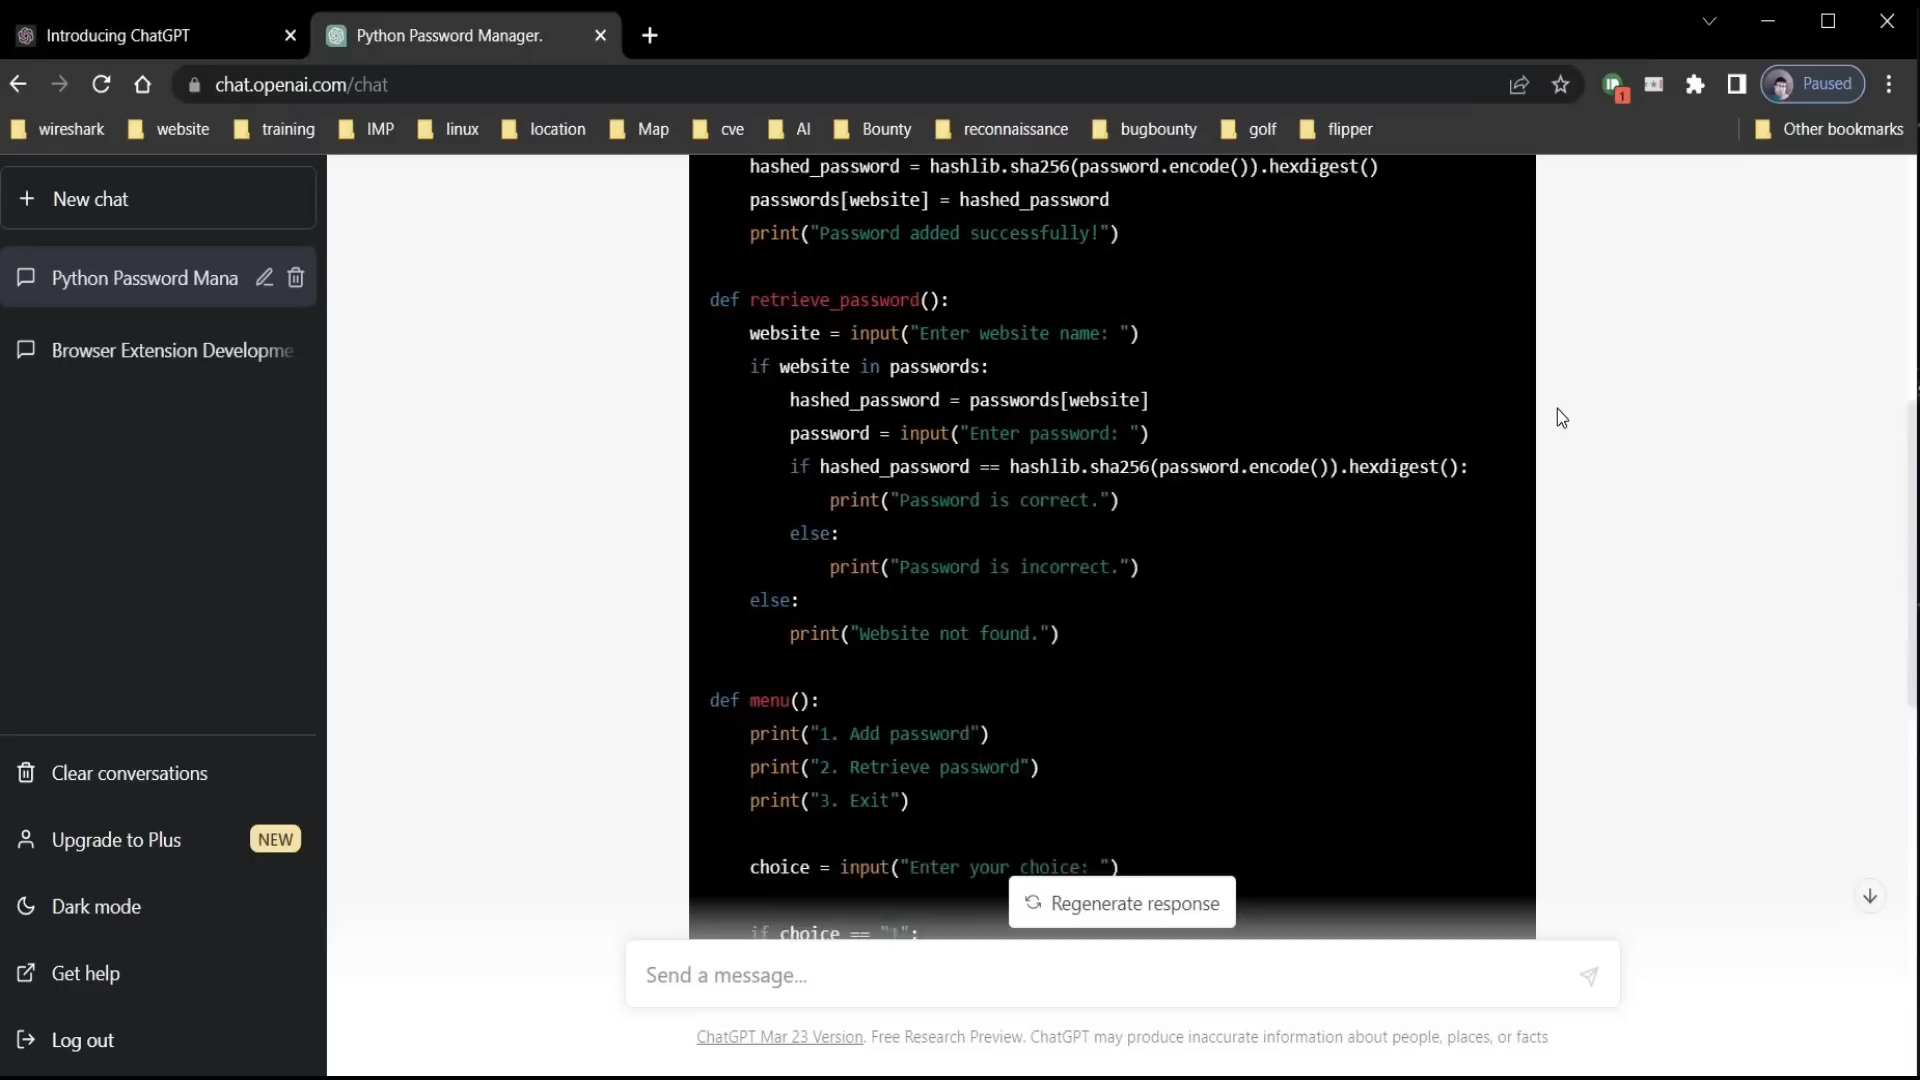 Introducing ChatGPT
Python Password Manager.
chat.openai.com/chat
1
Paused
wireshark website training IMP linux location Map cve AI Bounty reconnaissance bugbounty golf flipper Other bookmarks
New chat
Python Password Mana
Browser Extension Developme
Clear conversations
Upgrade to Plus NEW
Dark mode
Get help
Log out
hashed_password = hashlib.sha256(password.encode()).hexdigest()
passwords[website] = hashed_password
print("Password added successfully!")
def retrieve_password():
website = input("Enter website name: ")
if website in passwords:
hashed_password = passwords[website]
password = input("Enter password: ")
if hashed_password == hashlib.sha256(password.encode()).hexdigest():
print("Password is correct.")
else:
print("Password is incorrect.")
else:
print("Website not found.")
def menu():
print("1. Add password")
print("2. Retrieve password")
print("3. Exit")
choice = input("Enter your choice: ")
if choice == "1":
Regenerate response
Send a message...
ChatGPT Mar 23 Version. Free Research Preview. ChatGPT may produce inaccurate information about people, places, or facts